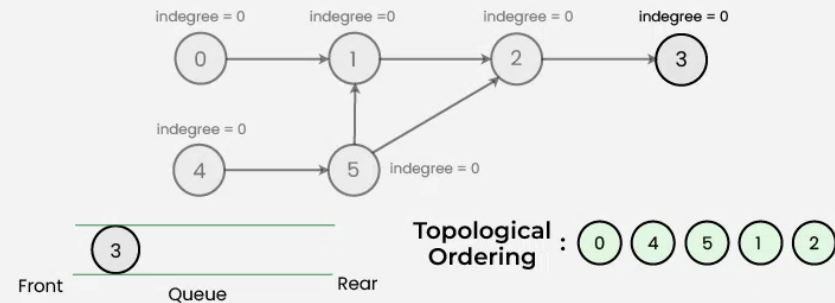 indegree = 0
indegree =0
indegree = 0
indegree = 0
0
1
2
3
indegree = 0
4
5
indegree = 0
3
Front
Queue
Rear
Topological
Ordering :
0
4
5
1
2